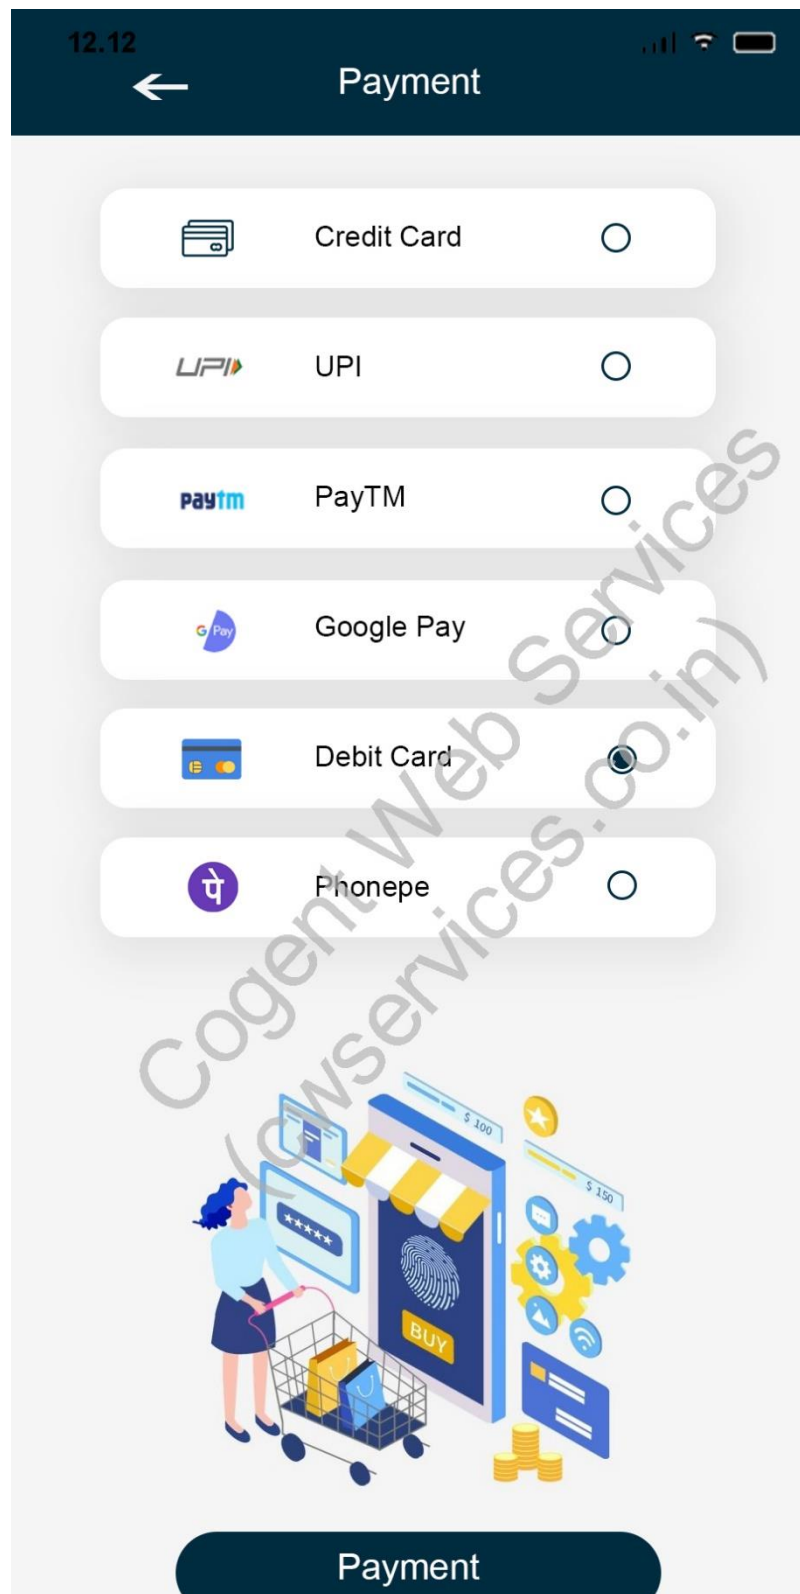 12.12
Payment
Credit Card
UPI
UPI
paytm
PayTM
G Pay
Google Pay
Debit Card
पे
Phonepe
Cogent Web Services
(cwservices.co.in)
$ 100
$ 150
*****
BUY
Payment